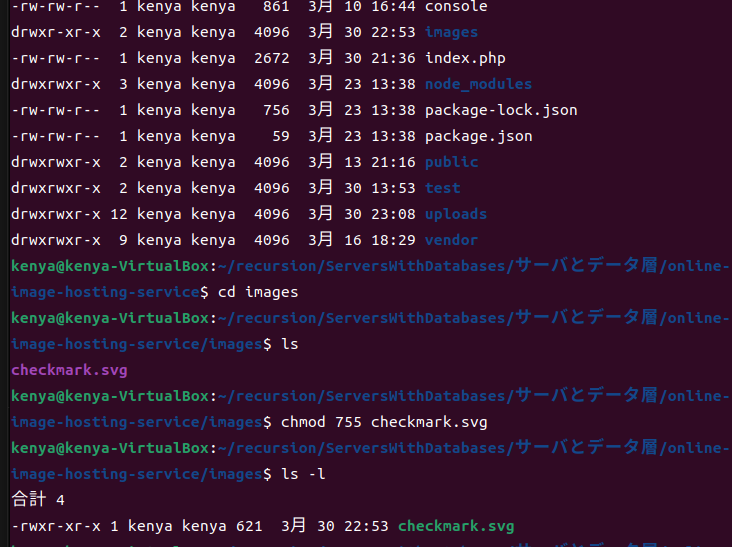 -rw-rw-r-- 1 kenya kenya 861 3月 10 16:44 console
drwxr-xr-x 2 kenya kenya 4096 3月 30 22:53 images
-rw-rw-r-- 1 kenya kenya 2672 3月 30 21:36 index.php
drwxrwxr-x 3 kenya kenya 4096 3月 23 13:38 node_modules
-rw-rw-r-- 1 kenya kenya 756 3月 23 13:38 package-lock.json
-rw-rw-r-- 1 kenya kenya 59 3月 23 13:38 package.json
drwxrwxr-x 2 kenya kenya 4096 3月 13 21:16 public
drwxrwxr-x 2 kenya kenya 4096 3月 30 13:53 test
drwxrwxr-x 12 kenya kenya 4096 3月 30 23:08 uploads
drwxrwxr-x 9 kenya kenya 4096 3月 16 18:29 vendor
kenya@kenya-VirtualBox:~/recursion/ServersWithDatabases/サーバとデータ層/online-
image-hosting-service$ cd images
kenya@kenya-VirtualBox:~/recursion/ServersWithDatabases/サーバとデータ層/online-
image-hosting-service/images$ ls
checkmark.svg
kenya@kenya-VirtualBox:~/recursion/ServersWithDatabases/サーバとデータ層/online-
image-hosting-service/images$ chmod 755 checkmark.svg
kenya@kenya-VirtualBox:~/recursion/ServersWithDatabases/サーバとデータ層/online-
image-hosting-service/images$ ls -l
合計 4
-rwxr-xr-x 1 kenya kenya 621 3月 30 22:53 checkmark.svg